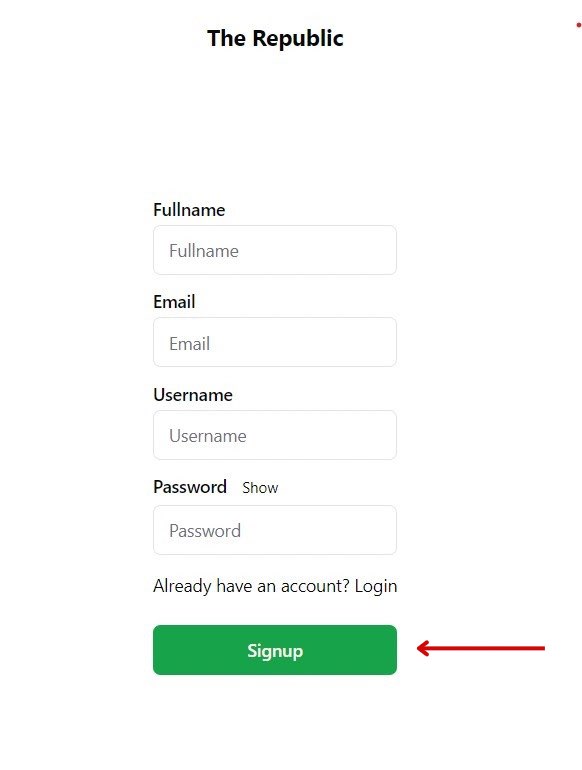 The Republic
Fullname
Fullname
Email
Email
Username
Username
Password Show
Password
Already have an account? Login
Signup